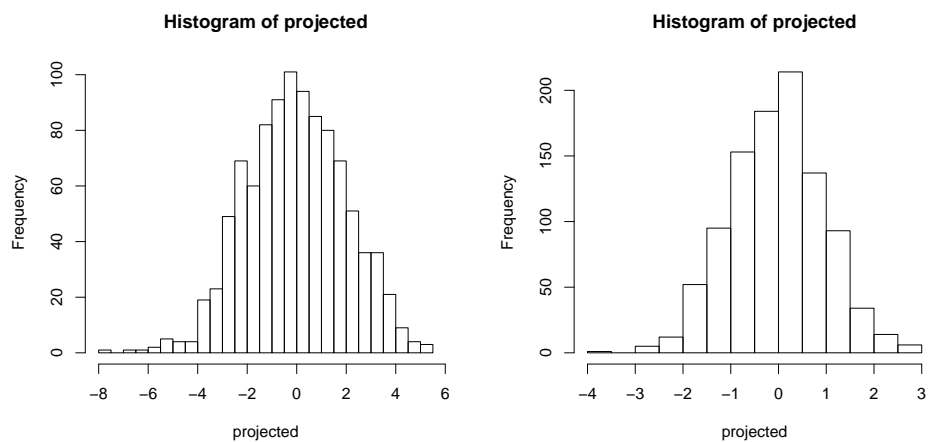 Histogram of projected
Frequency
0 20 40 60 80 100
−8 −6 −4 −2 0 2 4 6
projected
Histogram of projected
Frequency
0 50 100 150 200
−4 −3 −2 −1 0 1 2 3
projected